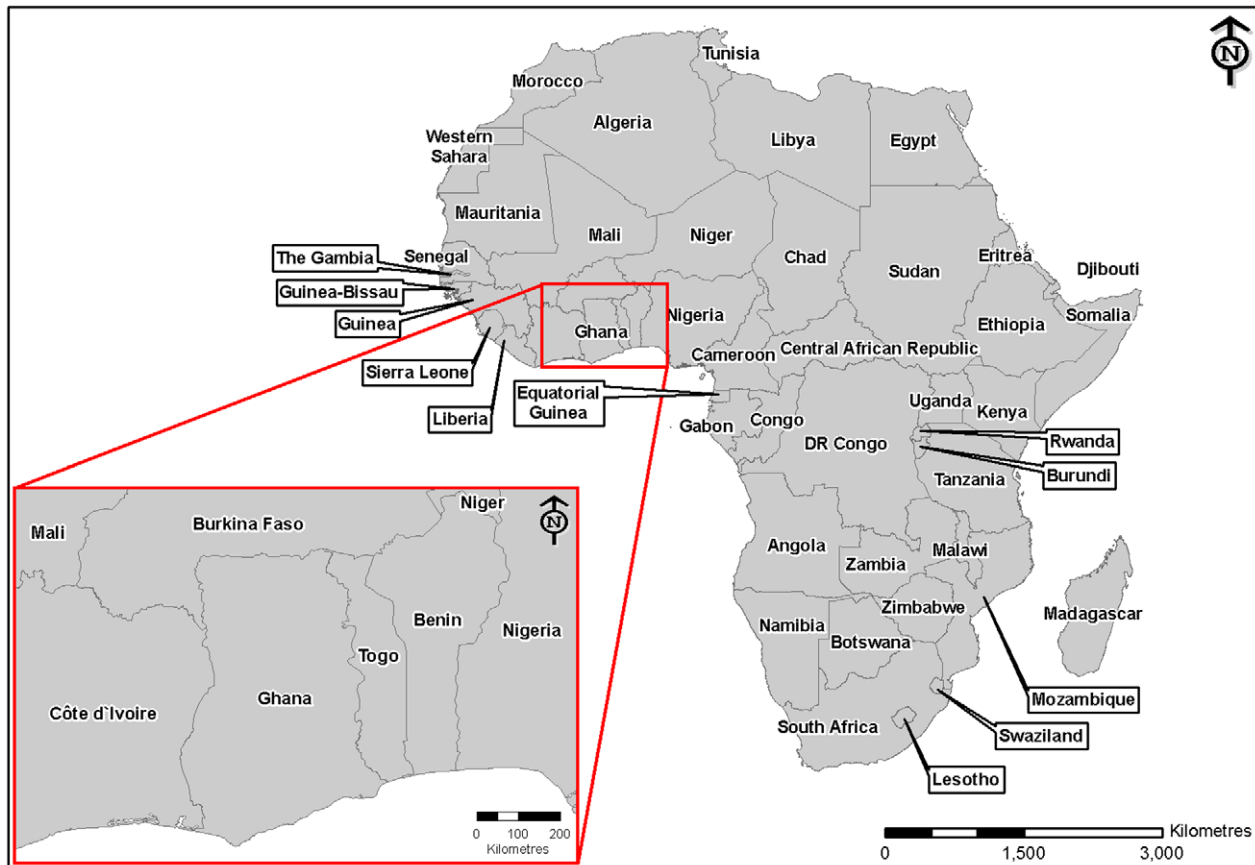 N
Tunisia
Morocco
Algeria
Libya
Egypt
Western
Sahara
Mauritania
Mali
Niger
Chad
Sudan
Eritrea
Djibouti
Senegal
The Gambia
Guinea-Bissau
Guinea
Sierra Leone
Liberia
Ghana
Nigeria
Ethiopia
Somalia
Cameroon
Central African Republic
Equatorial
Guinea
Gabon
Congo
DR Congo
Uganda
Kenya
Rwanda
Burundi
Tanzania
Angola
Zambia
Malawi
Zimbabwe
Namibia
Botswana
Madagascar
Mozambique
South Africa
Swaziland
Lesotho
Kilometres
0 1,500 3,000
N
Niger
Mali
Burkina Faso
Benin
Nigeria
Togo
Ghana
Côte d`Ivoire
0 100 200
Kilometres